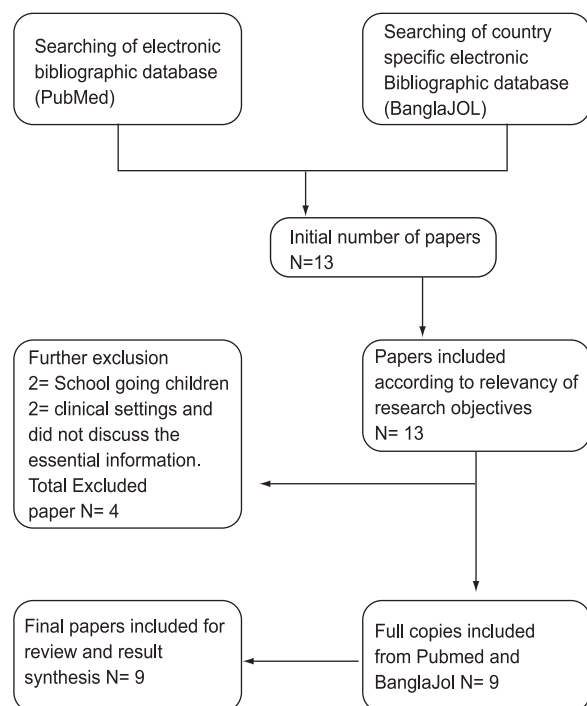 Searching of electronic
bibliographic database
(PubMed)
Searching of country
specific electronic
Bibliographic database
(BanglaJOL)
Initial number of papers
N=13
Papers included
according to relevancy of
research objectives
N= 13
Further exclusion
2= School going children
2= clinical settings and
did not discuss the
essential information.
Total Excluded
paper N= 4
Full copies included
from Pubmed and
BanglaJol N= 9
Final papers included for
review and result
synthesis N= 9